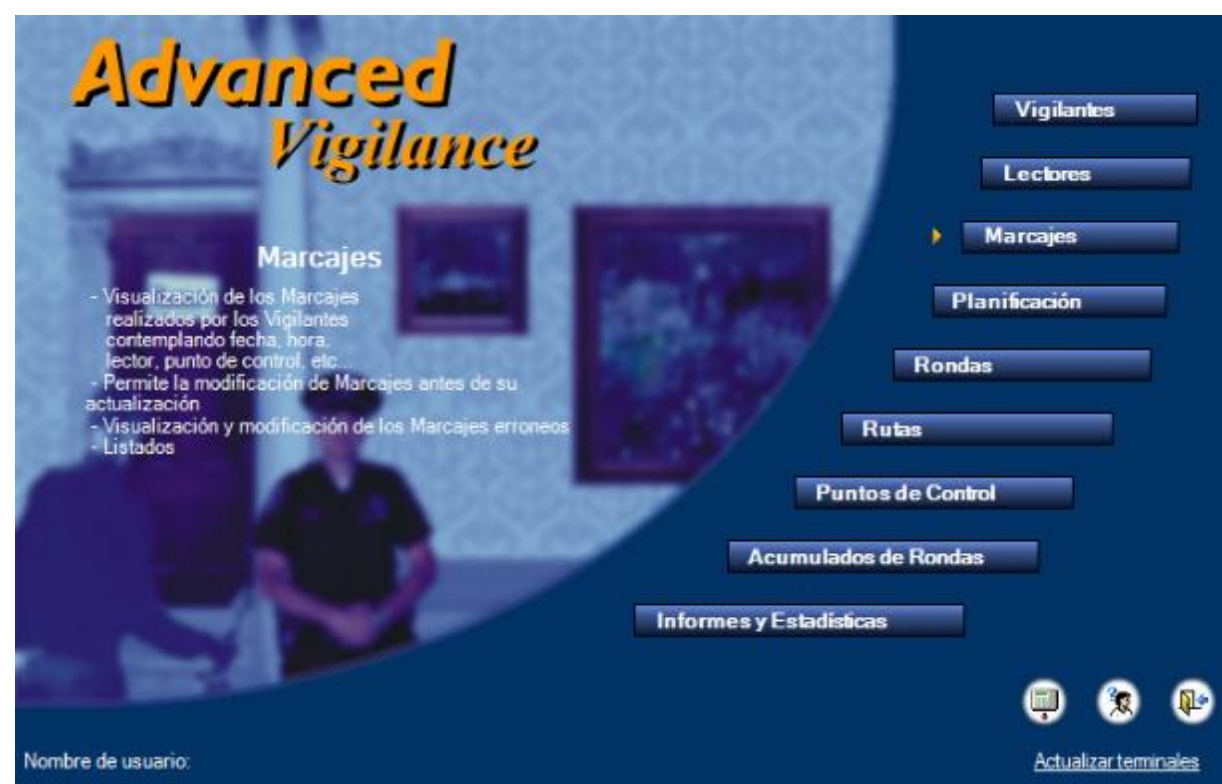 Advanced
Vigilance
Marcajes
- Visualización de los Marcajes
realizados por los Vigilantes
contemplando fecha, hora,
lector, punto de control, etc...
- Permite la modificación de Marcajes antes de su
actualización
- Visualización y modificación de los Marcajes erroneos
- Listados
Vigilantes
Lectores
Marcajes
Planificación
Rondas
Rutas
Puntos de Control
Acumulados de Rondas
Informes y Estadísticas
Nombre de usuario:
Actualizar terminales